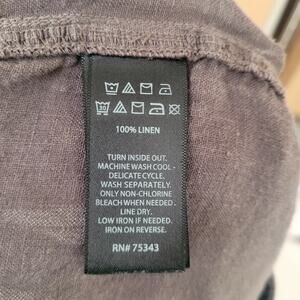 30
100% LINEN
TURN INSIDE OUT.
MACHINE WASH COOL -
DELICATE CYCLE.
WASH SEPARATELY.
ONLY NON-CHLORINE
BLEACH WHEN NEEDED.
LINE DRY.
LOW IRON IF NEEDED.
IRON ON REVERSE.
RN# 75343